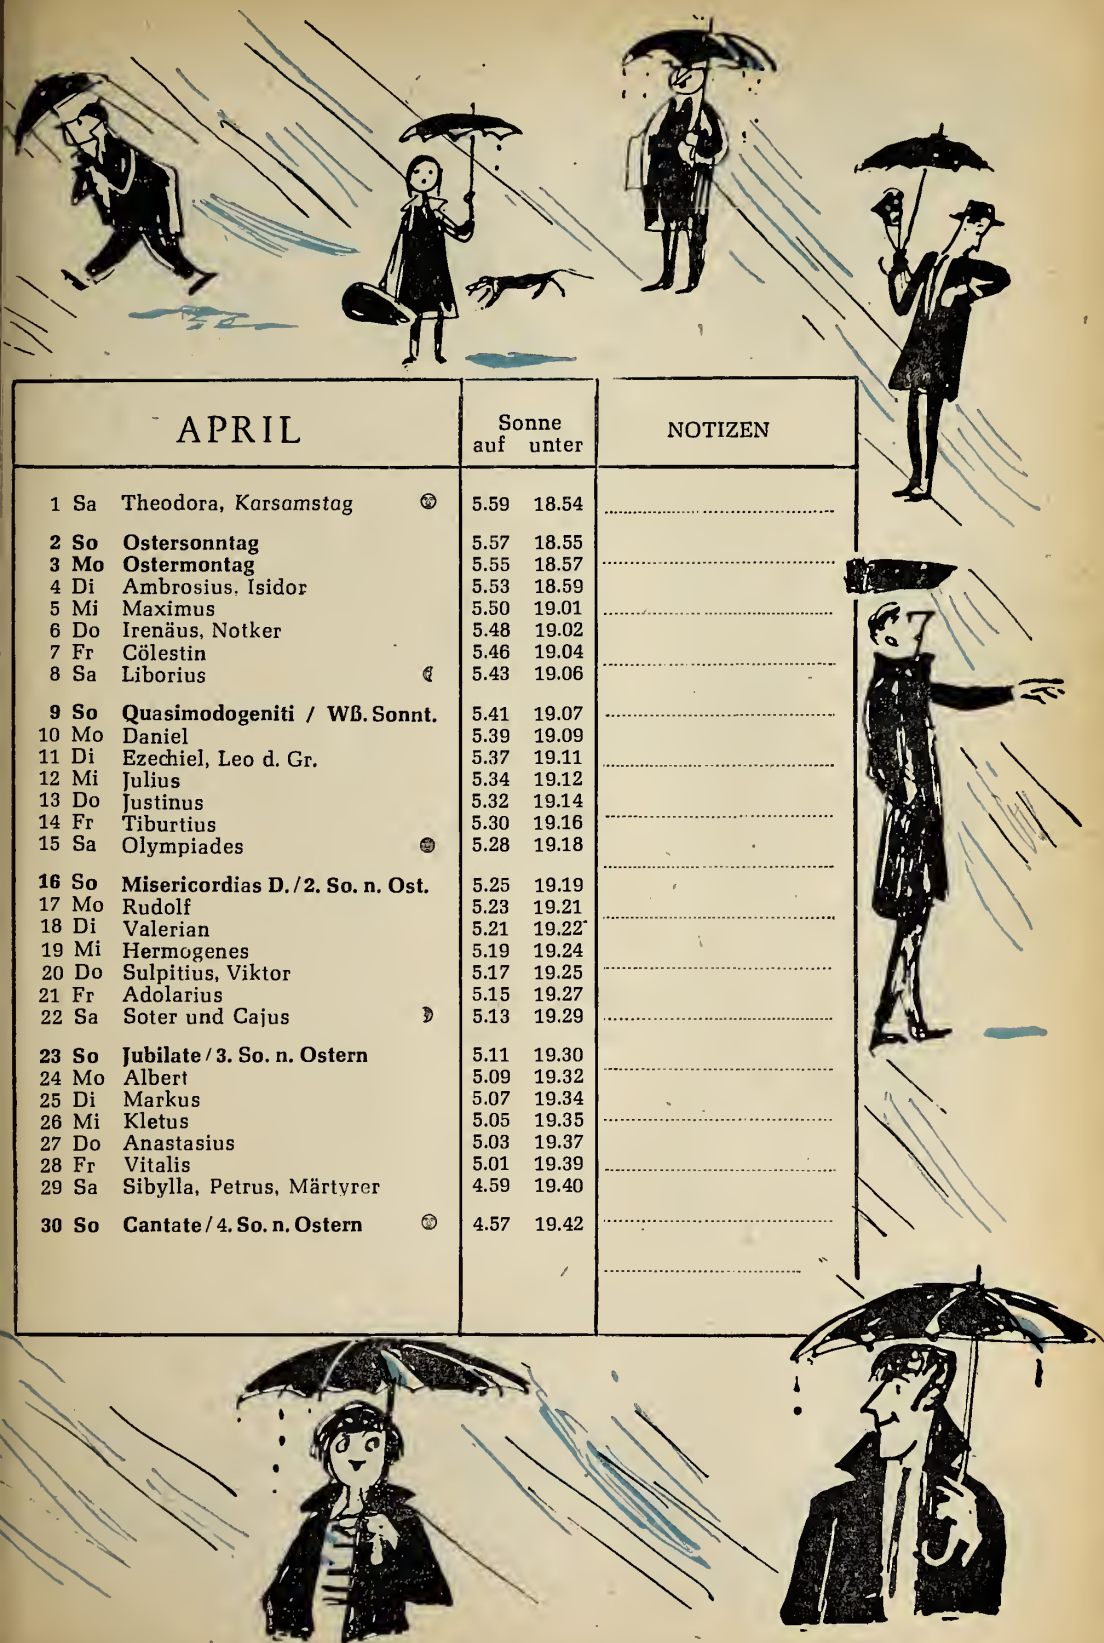 APRIL Sonne NOTIZEN
auf unter
1 Sa Theodora, Karsamstag 5.59 18.54
2 So Ostersonntag 5.57 18.55
3 Mo Ostermontag 5.55 18.57
4 Di Ambrosius, Isidor 5.53 18.59
5 Mi Maximus 5.50 19.01
6 Do Irenäus, Notker 5.48 19.02
7 Fr Cölestin 5.46 19.04
8 Sa Liborius 5.43 19.06
9 So Quasimodogeniti / Wß. Sonnt. 5.41 19.07
10 Mo Daniel 5.39 19.09
11 Di Ezechiel, Leo d. Gr. 5.37 19.11
12 Mi Julius 5.34 19.12
13 Do Justinus 5.32 19.14
14 Fr Tiburtius 5.30 19.16
15 Sa Olympiades 5.28 19.18
16 So Misericordias D. / 2. So. n. Ost. 5.25 19.19
17 Mo Rudolf 5.23 19.21
18 Di Valerian 5.21 19.22
19 Mi Hermogenes 5.19 19.24
20 Do Sulpitius, Viktor 5.17 19.25
21 Fr Adolarius 5.15 19.27
22 Sa Soter und Cajus 5.13 19.29
23 So Jubilate / 3. So. n. Ostern 5.11 19.30
24 Mo Albert 5.09 19.32
25 Di Markus 5.07 19.34
26 Mi Kletus 5.05 19.35
27 Do Anastasius 5.03 19.37
28 Fr Vitalis 5.01 19.39
29 Sa Sibylla, Petrus, Märtyrer 4.59 19.40
30 So Cantate / 4. So. n. Ostern 4.57 19.42